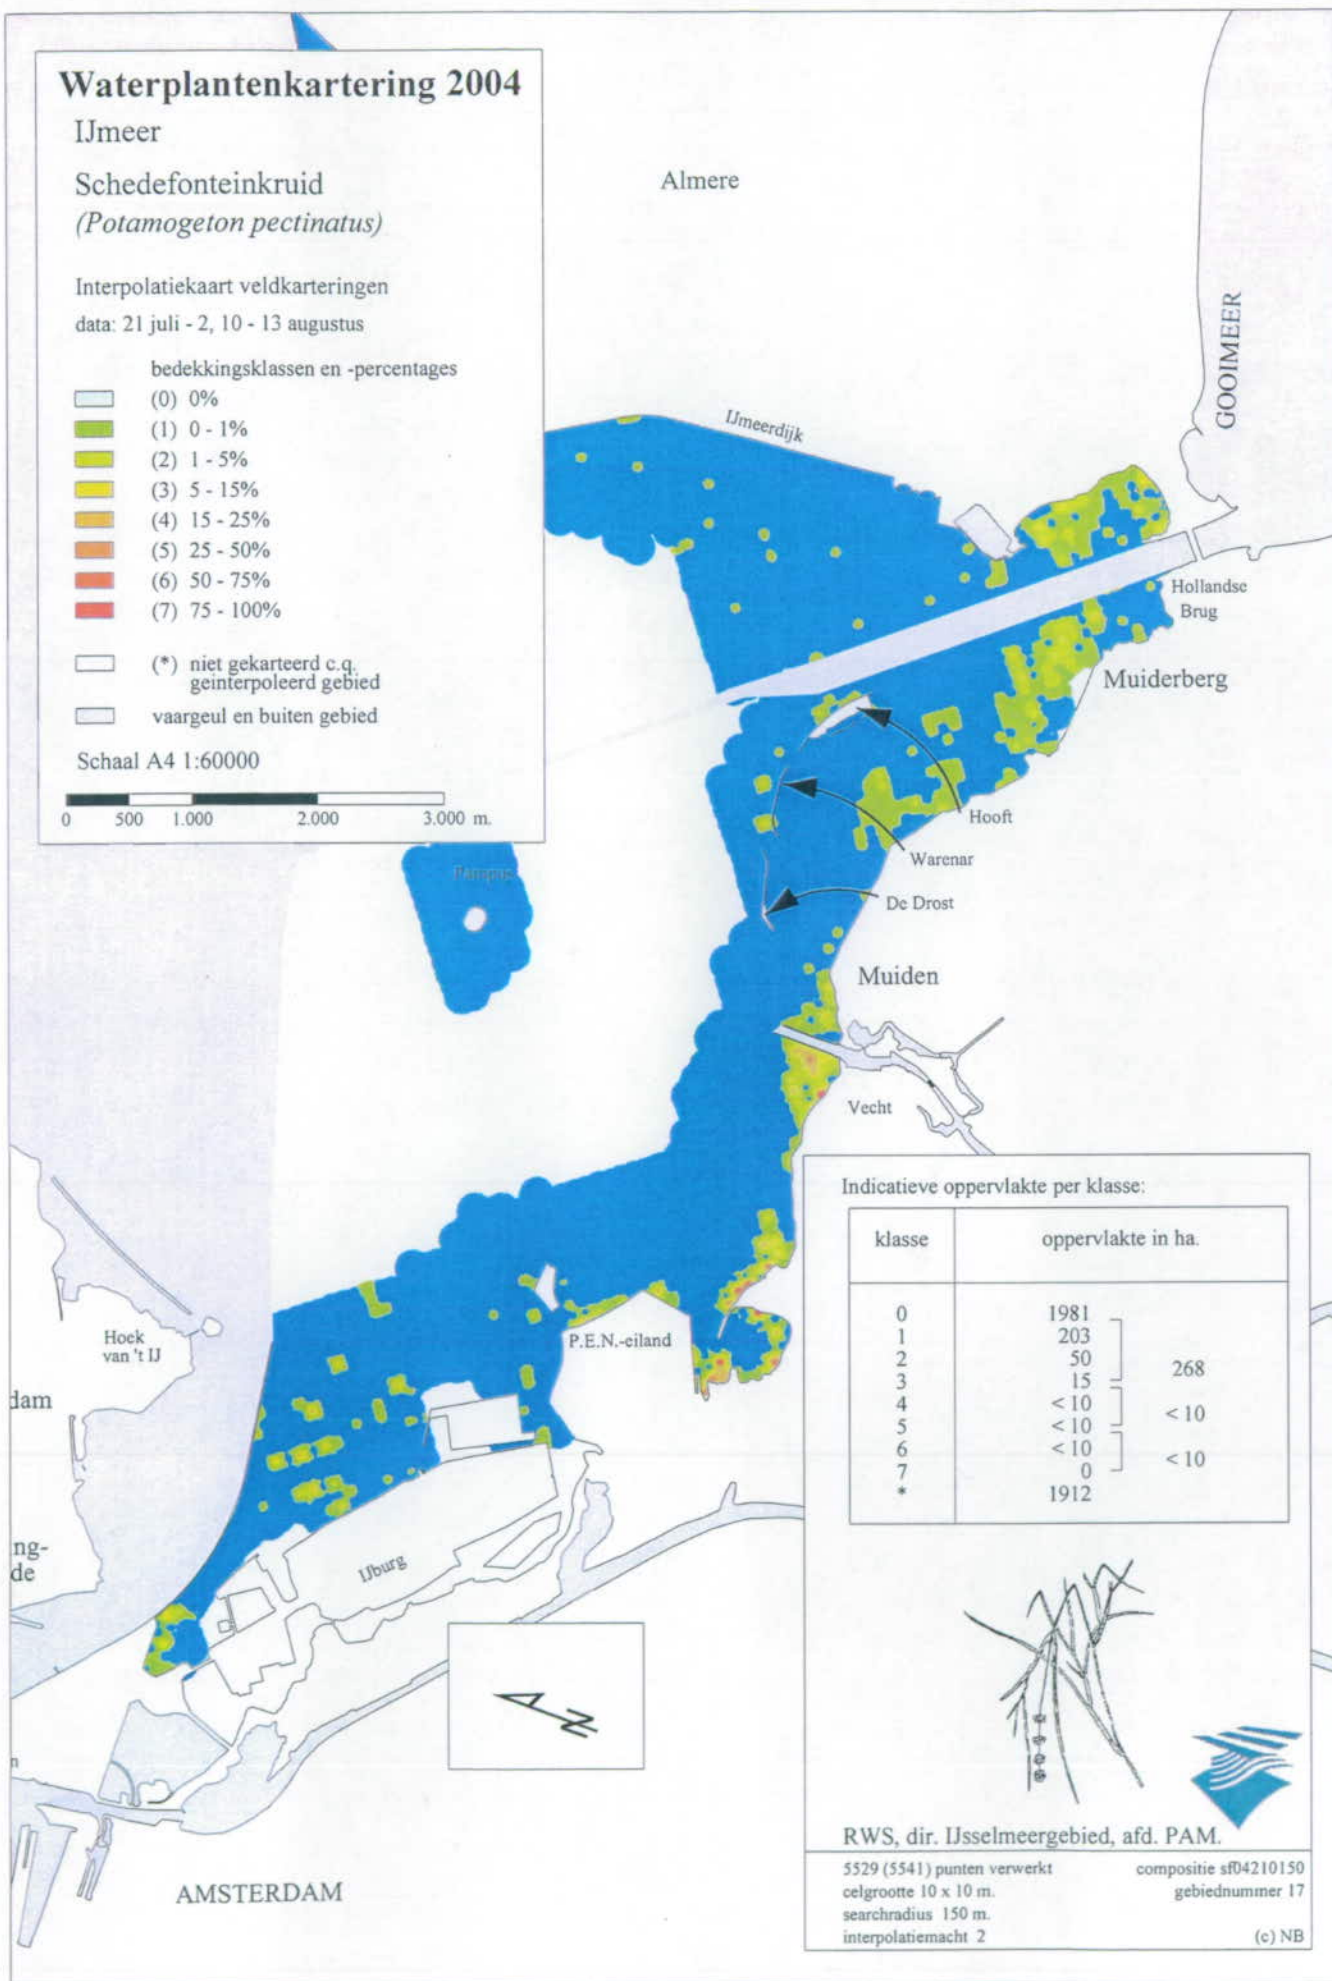 Waterplantenkartering 2004
IJmeer
Schedefonteinkruid
(Potamogeton pectinatus)
Interpolatiekaart veldkarteringen
data: 21 juli - 2, 10 - 13 augustus
bedekkingsklassen en -percentages
(0) 0%
(1) 0 - 1%
(2) 1 - 5%
(3) 5 - 15%
(4) 15 - 25%
(5) 25 - 50%
(6) 50 - 75%
(7) 75 - 100%
(*) niet gekarteerd c.q.
geinterpoleerd gebied
vaargeul en buiten gebied
Schaal A4 1:60000
0 500 1.000 2.000 3.000 m.
Almere
GOOIMEER
IJmeerdijk
Hollandse
Brug
Muiderberg
Hooft
Warenar
De Drost
Pampus
Muiden
Vecht
Hoek
van 't IJ
P.E.N.-eiland
dam
ng-
de
IJburg
n
N
AMSTERDAM
Indicatieve oppervlakte per klasse:
klasse oppervlakte in ha.
0 1981
1 203
2 50 268
3 15
4 < 10 < 10
5 < 10
6 < 10 < 10
7 0
* 1912
RWS, dir. IJsselmeergebied, afd. PAM.
5529 (5541) punten verwerkt compositie sf04210150
celgrootte 10 x 10 m. gebiednummer 17
searchradius 150 m.
interpolatiemacht 2 (c) NB